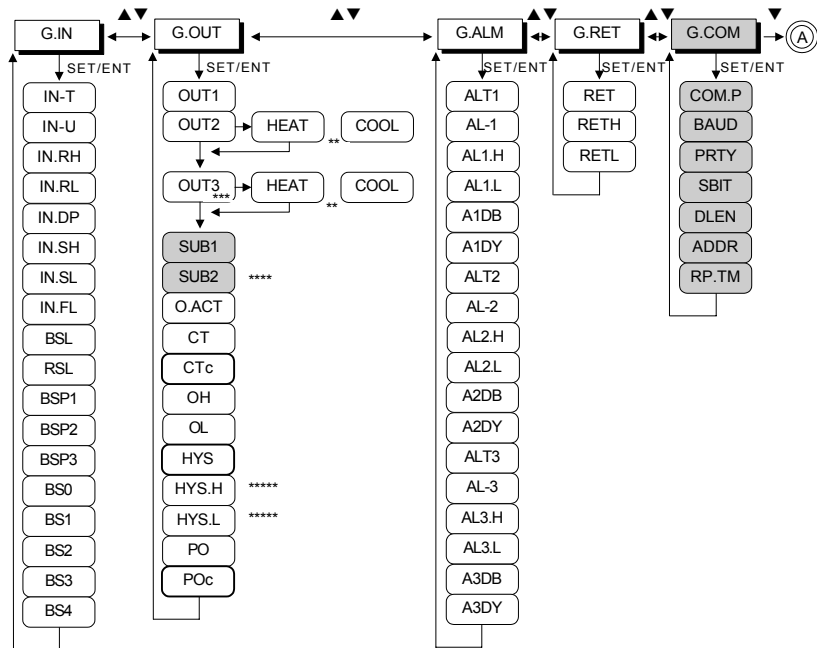 ▲▼ ▲▼ ▲▼ ▲▼ ▼
G.IN G.OUT G.ALM G.RET G.COM A
SET/ENT SET/ENT SET/ENT SET/ENT SET/ENT
IN-T
IN-U
IN.RH
IN.RL
IN.DP
IN.SH
IN.SL
IN.FL
BSL
RSL
BSP1
BSP2
BSP3
BS0
BS1
BS2
BS3
BS4
OUT1
OUT2 HEAT COOL
**
OUT3 HEAT COOL
*** **
SUB1
SUB2 ****
O.ACT
CT
CTc
OH
OL
HYS
HYS.H *****
HYS.L *****
PO
POc
ALT1
AL-1
AL1.H
AL1.L
A1DB
A1DY
ALT2
AL-2
AL2.H
AL2.L
A2DB
A2DY
ALT3
AL-3
AL3.H
AL3.L
A3DB
A3DY
RET
RETH
RETL
COM.P
BAUD
PRTY
SBIT
DLEN
ADDR
RP.TM